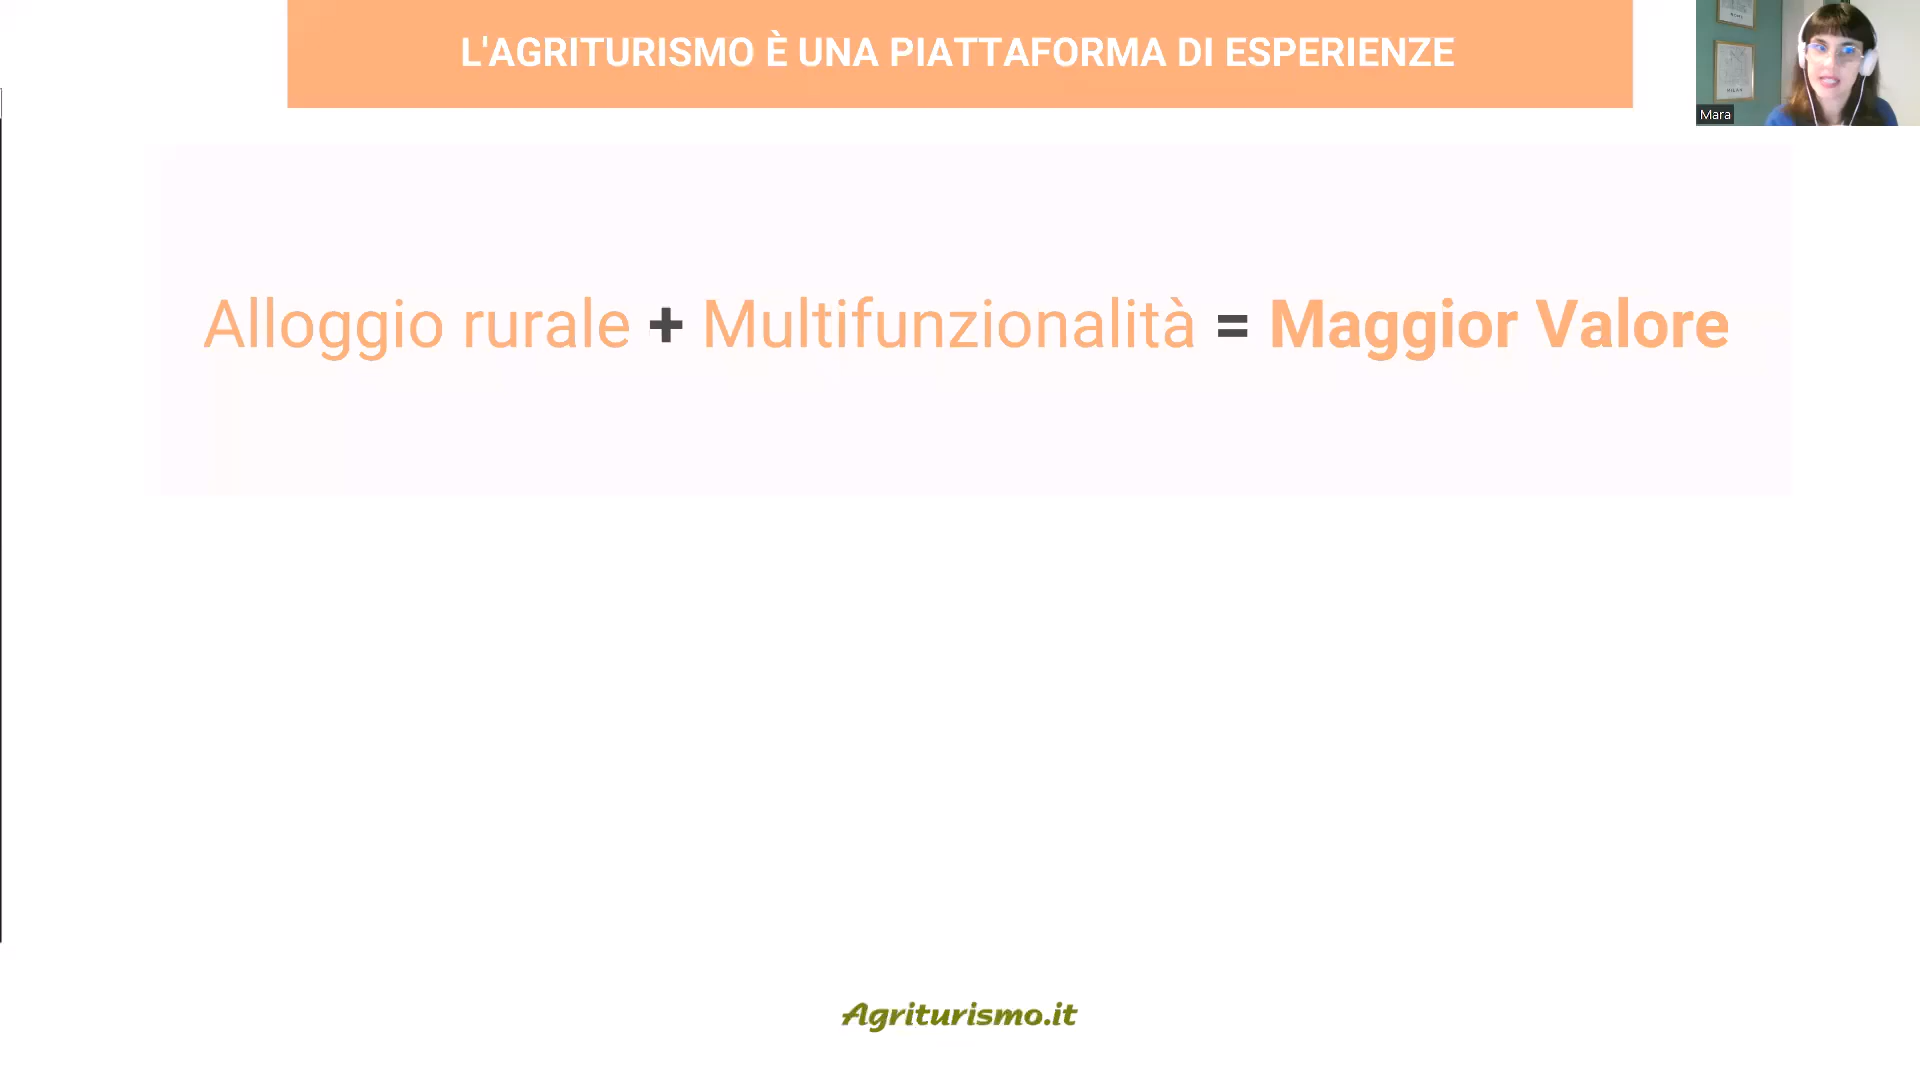 L'AGRITURISMO È UNA PIATTAFORMA DI ESPERIENZE
Mara
Alloggio rurale + Multifunzionalità = Maggior Valore
Agriturismo.it